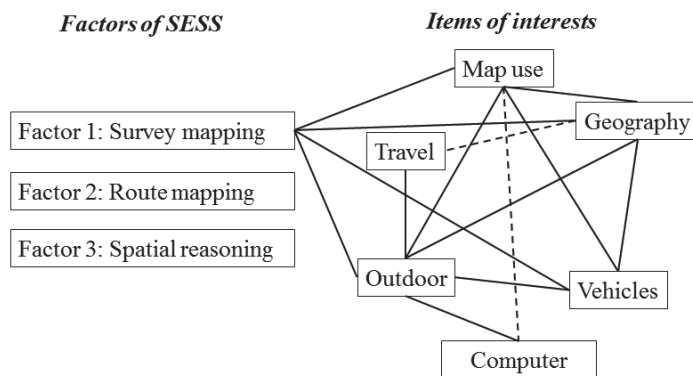 Factors of SESS
Items of interests
Map use
Geography
Factor 1: Survey mapping
Travel
Factor 2: Route mapping
Factor 3: Spatial reasoning
Outdoor
Vehicles
Computer